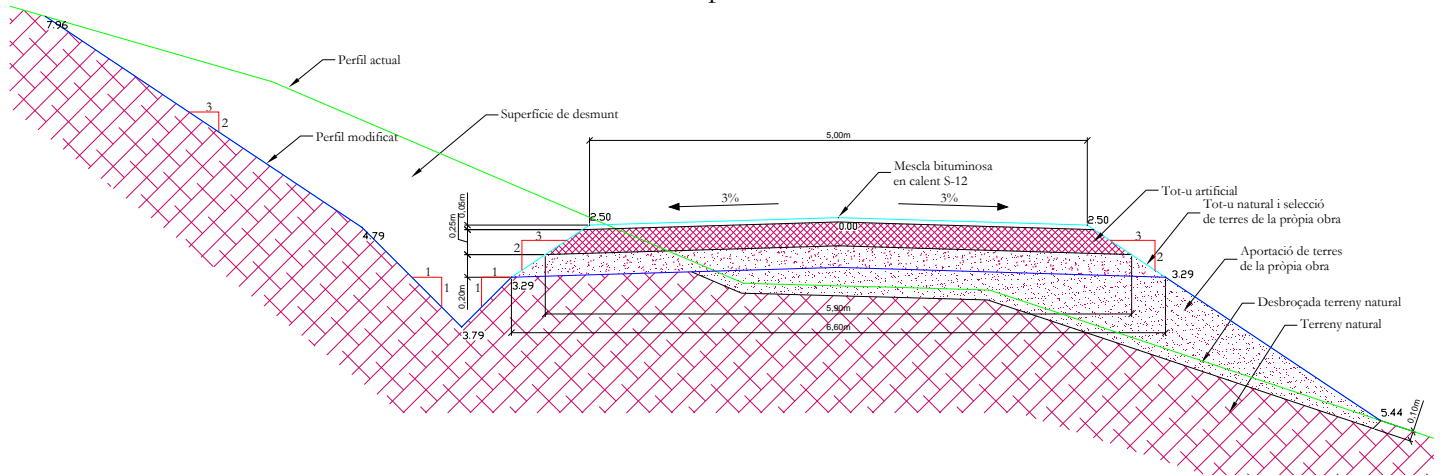 7.96
Perfil actual
3
2
Superfície de desmunt
Perfil modificat
5,00m
Mescla bituminosa
en calent S-12
3%
3%
Tot-u artificial
Tot-u natural i selecció
de terres de la pròpia obra
0,05m
0,25m
2.50
0.00
2.50
4.79
3
2
3
2
Aportació de terres
de la pròpia obra
1
1
1
1
0,20m
3.29
3.29
Desbroçada terreny natural
5,90m
Terreny natural
3.79
6,60m
5.44
0,10m